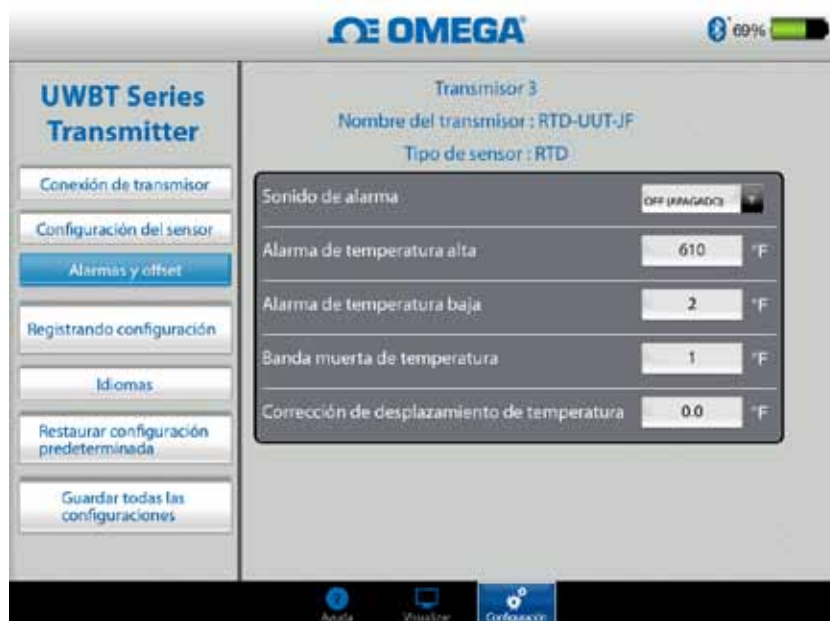 OMEGA
69%
UWBT Series
Transmitter
Conexión de transmisor
Configuración del sensor
Alarmas y offset
Registrando configuración
Idiomas
Restaurar configuración
predeterminada
Guardar todas las
configuraciones
Transmisor 3
Nombre del transmisor : RTD-UUT-JF
Tipo de sensor : RTD
Sonido de alarma
OFF (APAGADO)
Alarma de temperatura alta
610 °F
Alarma de temperatura baja
2 °F
Banda muerta de temperatura
1 °F
Corrección de desplazamiento de temperatura
0.0 °F
Ayuda
Visualizar
Configuración